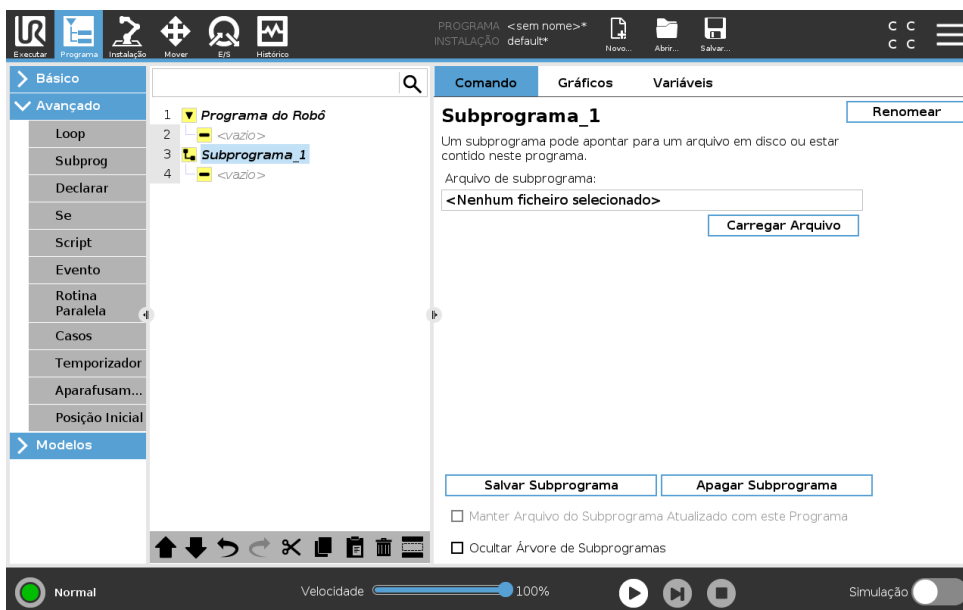 UR
Executar
Programa
Instalação
Mover
E/S
Histórico
PROGRAMA <sem nome>*
INSTALAÇÃO default*
Novo...
Abrir...
Salvar...
C C
C C
Básico
Avançado
Loop
Subprog
Declarar
Se
Script
Evento
Rotina
Paralela
Casos
Temporizador
Aparafusam...
Posição Inicial
Modelos
1 Programa do Robô
2 <vazio>
3 Subprograma_1
4 <vazio>
Comando Gráficos Variáveis
Subprograma_1
Renomear
Um subprograma pode apontar para um arquivo em disco ou estar
contido neste programa.
Arquivo de subprograma:
<Nenhum ficheiro selecionado>
Carregar Arquivo
Salvar Subprograma
Apagar Subprograma
Manter Arquivo do Subprograma Atualizado com este Programa
Ocultar Árvore de Subprogramas
Normal
Velocidade 100%
Simulação